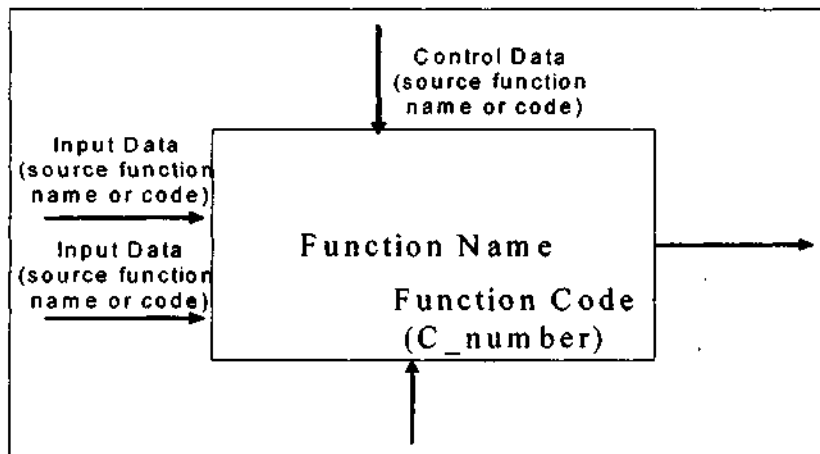 Control Data
(source function
name or code)
Input Data
(source function
name or code)
Input Data
(source function
name or code)
Function Name
Function Code
(C_number)